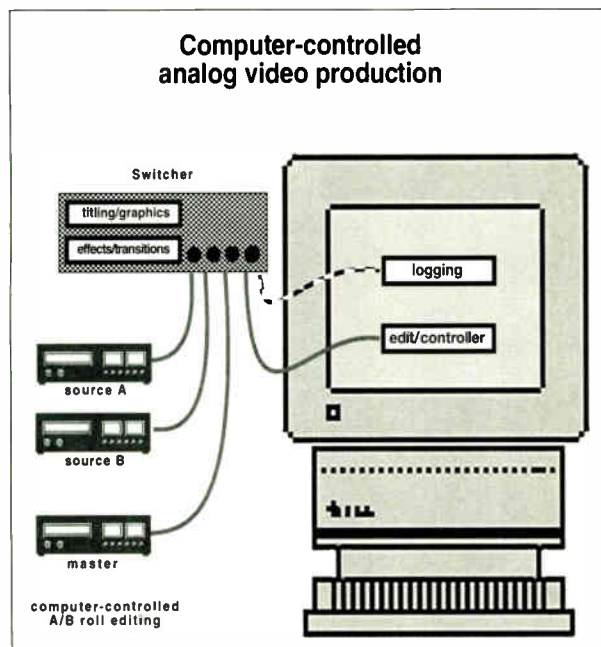 Computer-controlled
analog video production
Switcher
titling/graphics
effects/transitions
logging
edit/controller
source A
source B
master
computer-controlled
A/B roll editing